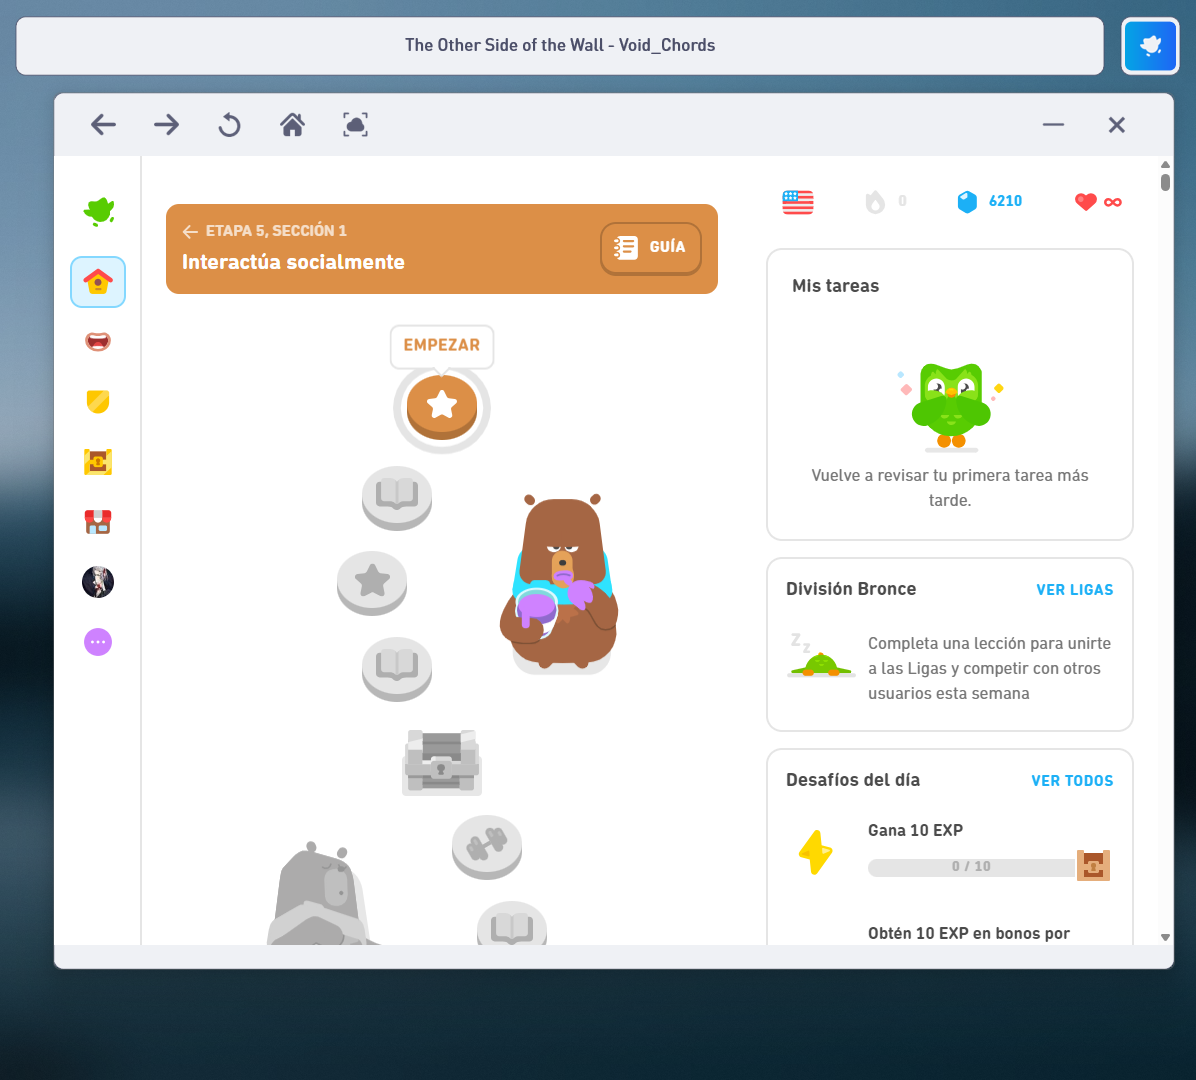 The Other Side of the Wall - Void_Chords
ETAPA 5, SECCIÓN 1
Interactúa socialmente
GUÍA
EMPEZAR
0
6210
∞
Mis tareas
Vuelve a revisar tu primera tarea más
tarde.
División Bronce
VER LIGAS
Z z
Completa una lección para unirte
a las Ligas y competir con otros
usuarios esta semana
Desafíos del día
VER TODOS
Gana 10 EXP
0 / 10
Obtén 10 EXP en bonos por